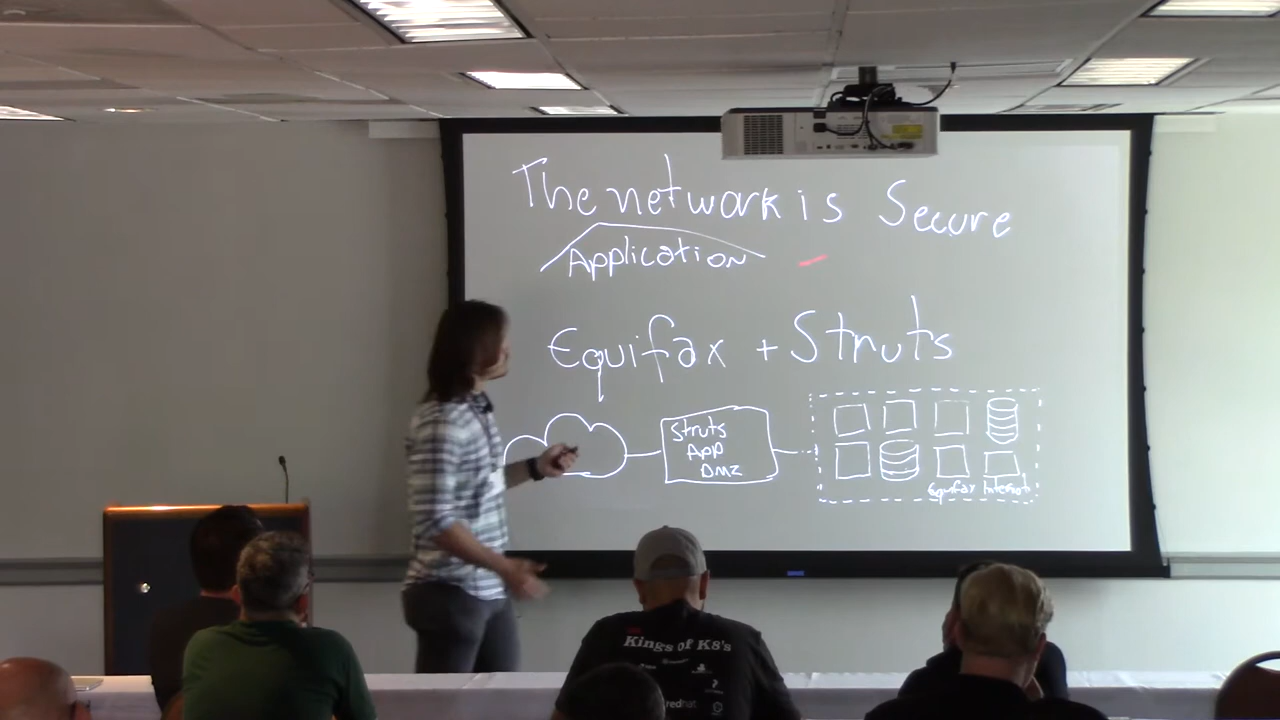 The network is Secure
Application
Equifax + Struts
Struts
App
DMZ
Equifax Internal
Kings of K8's
redhat